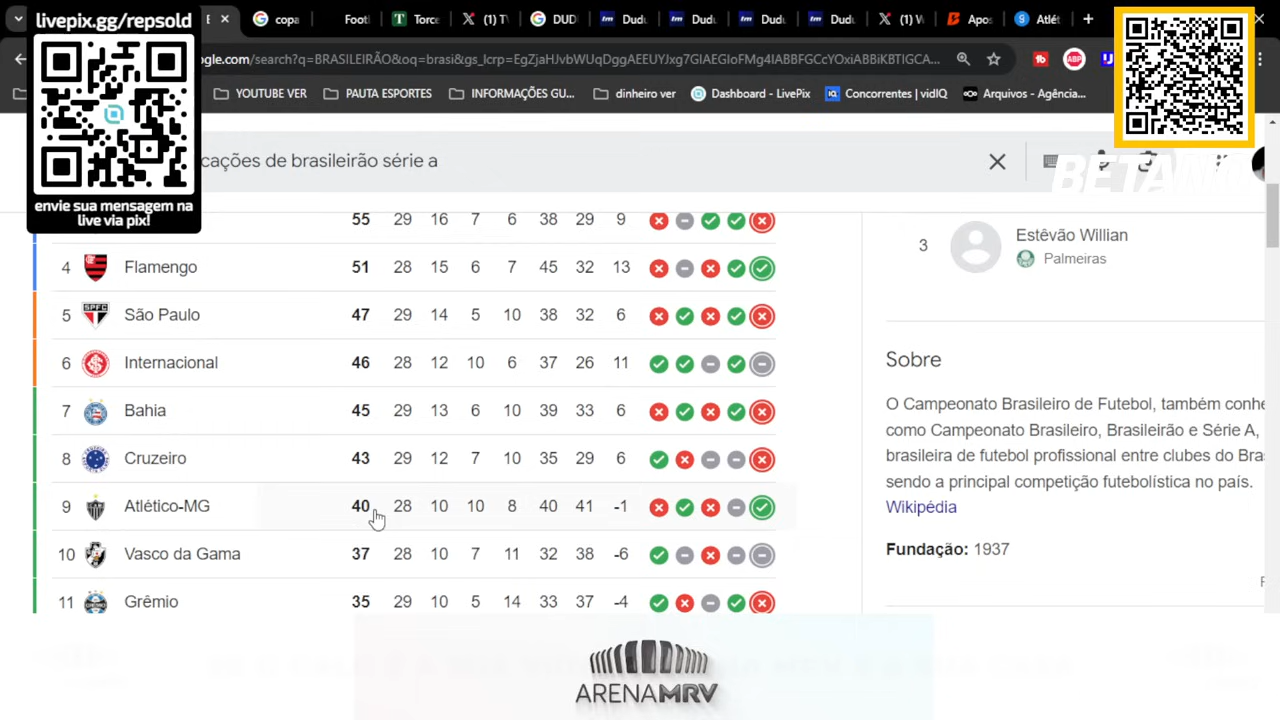 livepix.gg/repsold
envie sua mensagem na
live via pix!
copa
Footl
Torce
(1) T
DUD
Dudu
Dudu
Dudu
Dudu
(1) V
Apos
Atlét
gle.com/search?q=BRASILEIRÃO&oq=brasi&gs_lcrp=EgZjaHJvbWUqDggAEEUYJxg7GIAEGIoFMg4IABBFGCcYOxiABBiKBTIGCAC...
YOUTUBE VER
PAUTA ESPORTES
INFORMAÇÕES GU...
dinheiro ver
Dashboard - LivePix
Concorrentes | vidIQ
Arquivos - Agência...
cações de brasileirão série a
BETANO
55 29 16 7 6 38 29 9
4 Flamengo 51 28 15 6 7 45 32 13
5 São Paulo 47 29 14 5 10 38 32 6
6 Internacional 46 28 12 10 6 37 26 11
7 Bahia 45 29 13 6 10 39 33 6
8 Cruzeiro 43 29 12 7 10 35 29 6
9 Atlético-MG 40 28 10 10 8 40 41 -1
10 Vasco da Gama 37 28 10 7 11 32 38 -6
11 Grêmio 35 29 10 5 14 33 37 -4
3 Estêvão Willian
Palmeiras
Sobre
O Campeonato Brasileiro de Futebol, também conhe
como Campeonato Brasileiro, Brasileirão e Série A,
brasileira de futebol profissional entre clubes do Bra
sendo a principal competição futebolística no país.
Wikipédia
Fundação: 1937
ARENAMRV